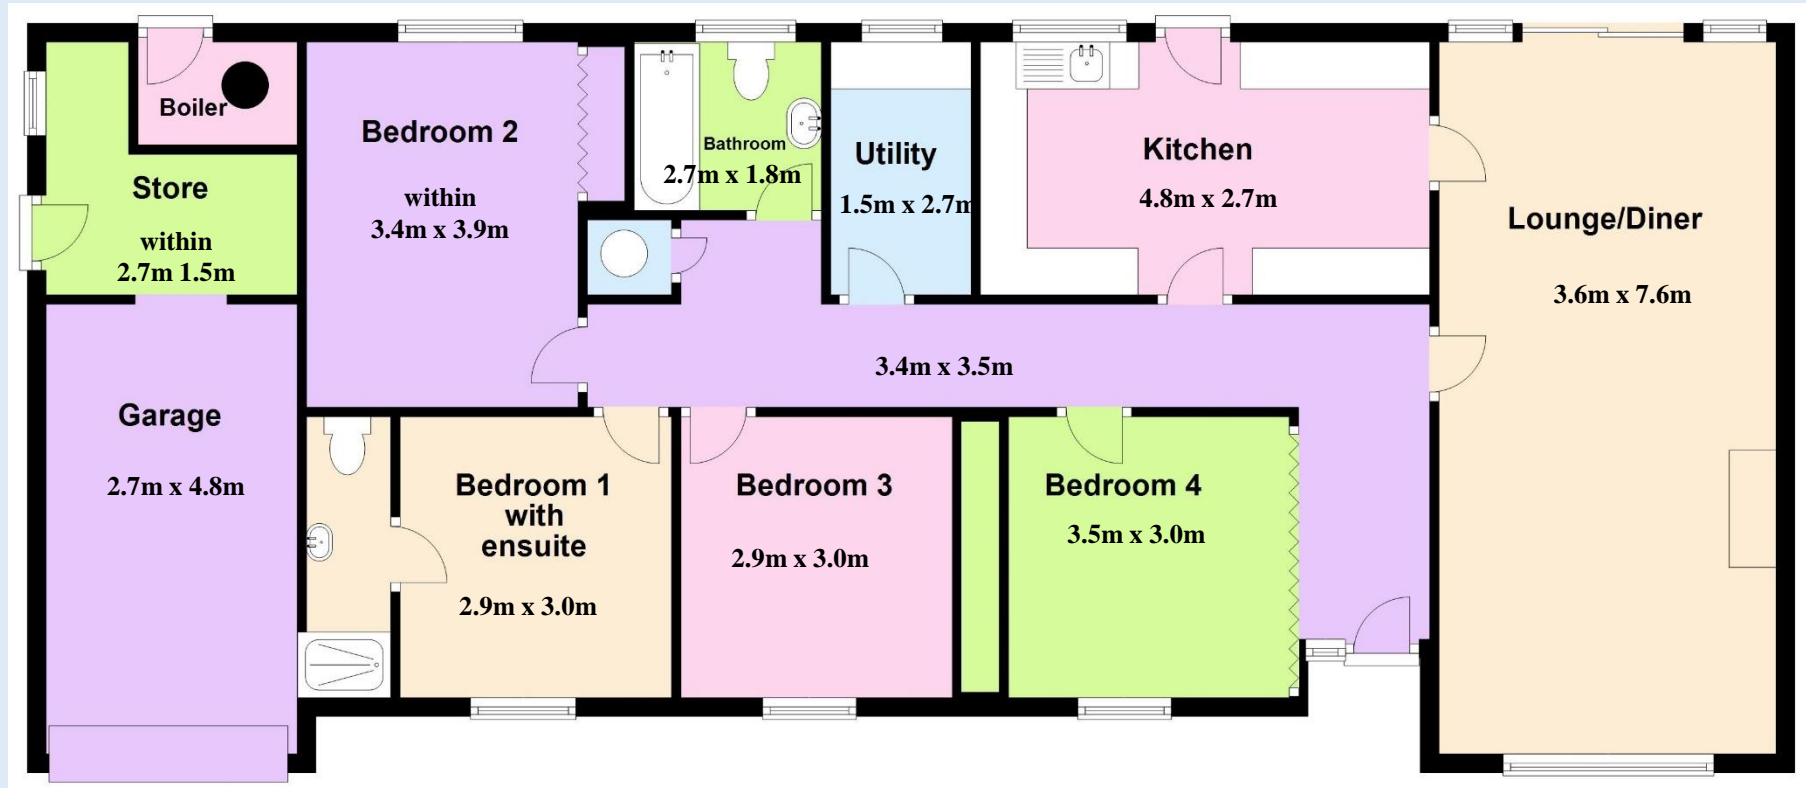 Boiler
Store
within
2.7m 1.5m
Garage
2.7m x 4.8m
Bedroom 2
within
3.4m x 3.9m
Bathroom
2.7m x 1.8m
Utility
1.5m x 2.7m
Kitchen
4.8m x 2.7m
Lounge/Diner
3.6m x 7.6m
3.4m x 3.5m
Bedroom 1
with
ensuite
2.9m x 3.0m
Bedroom 3
2.9m x 3.0m
Bedroom 4
3.5m x 3.0m